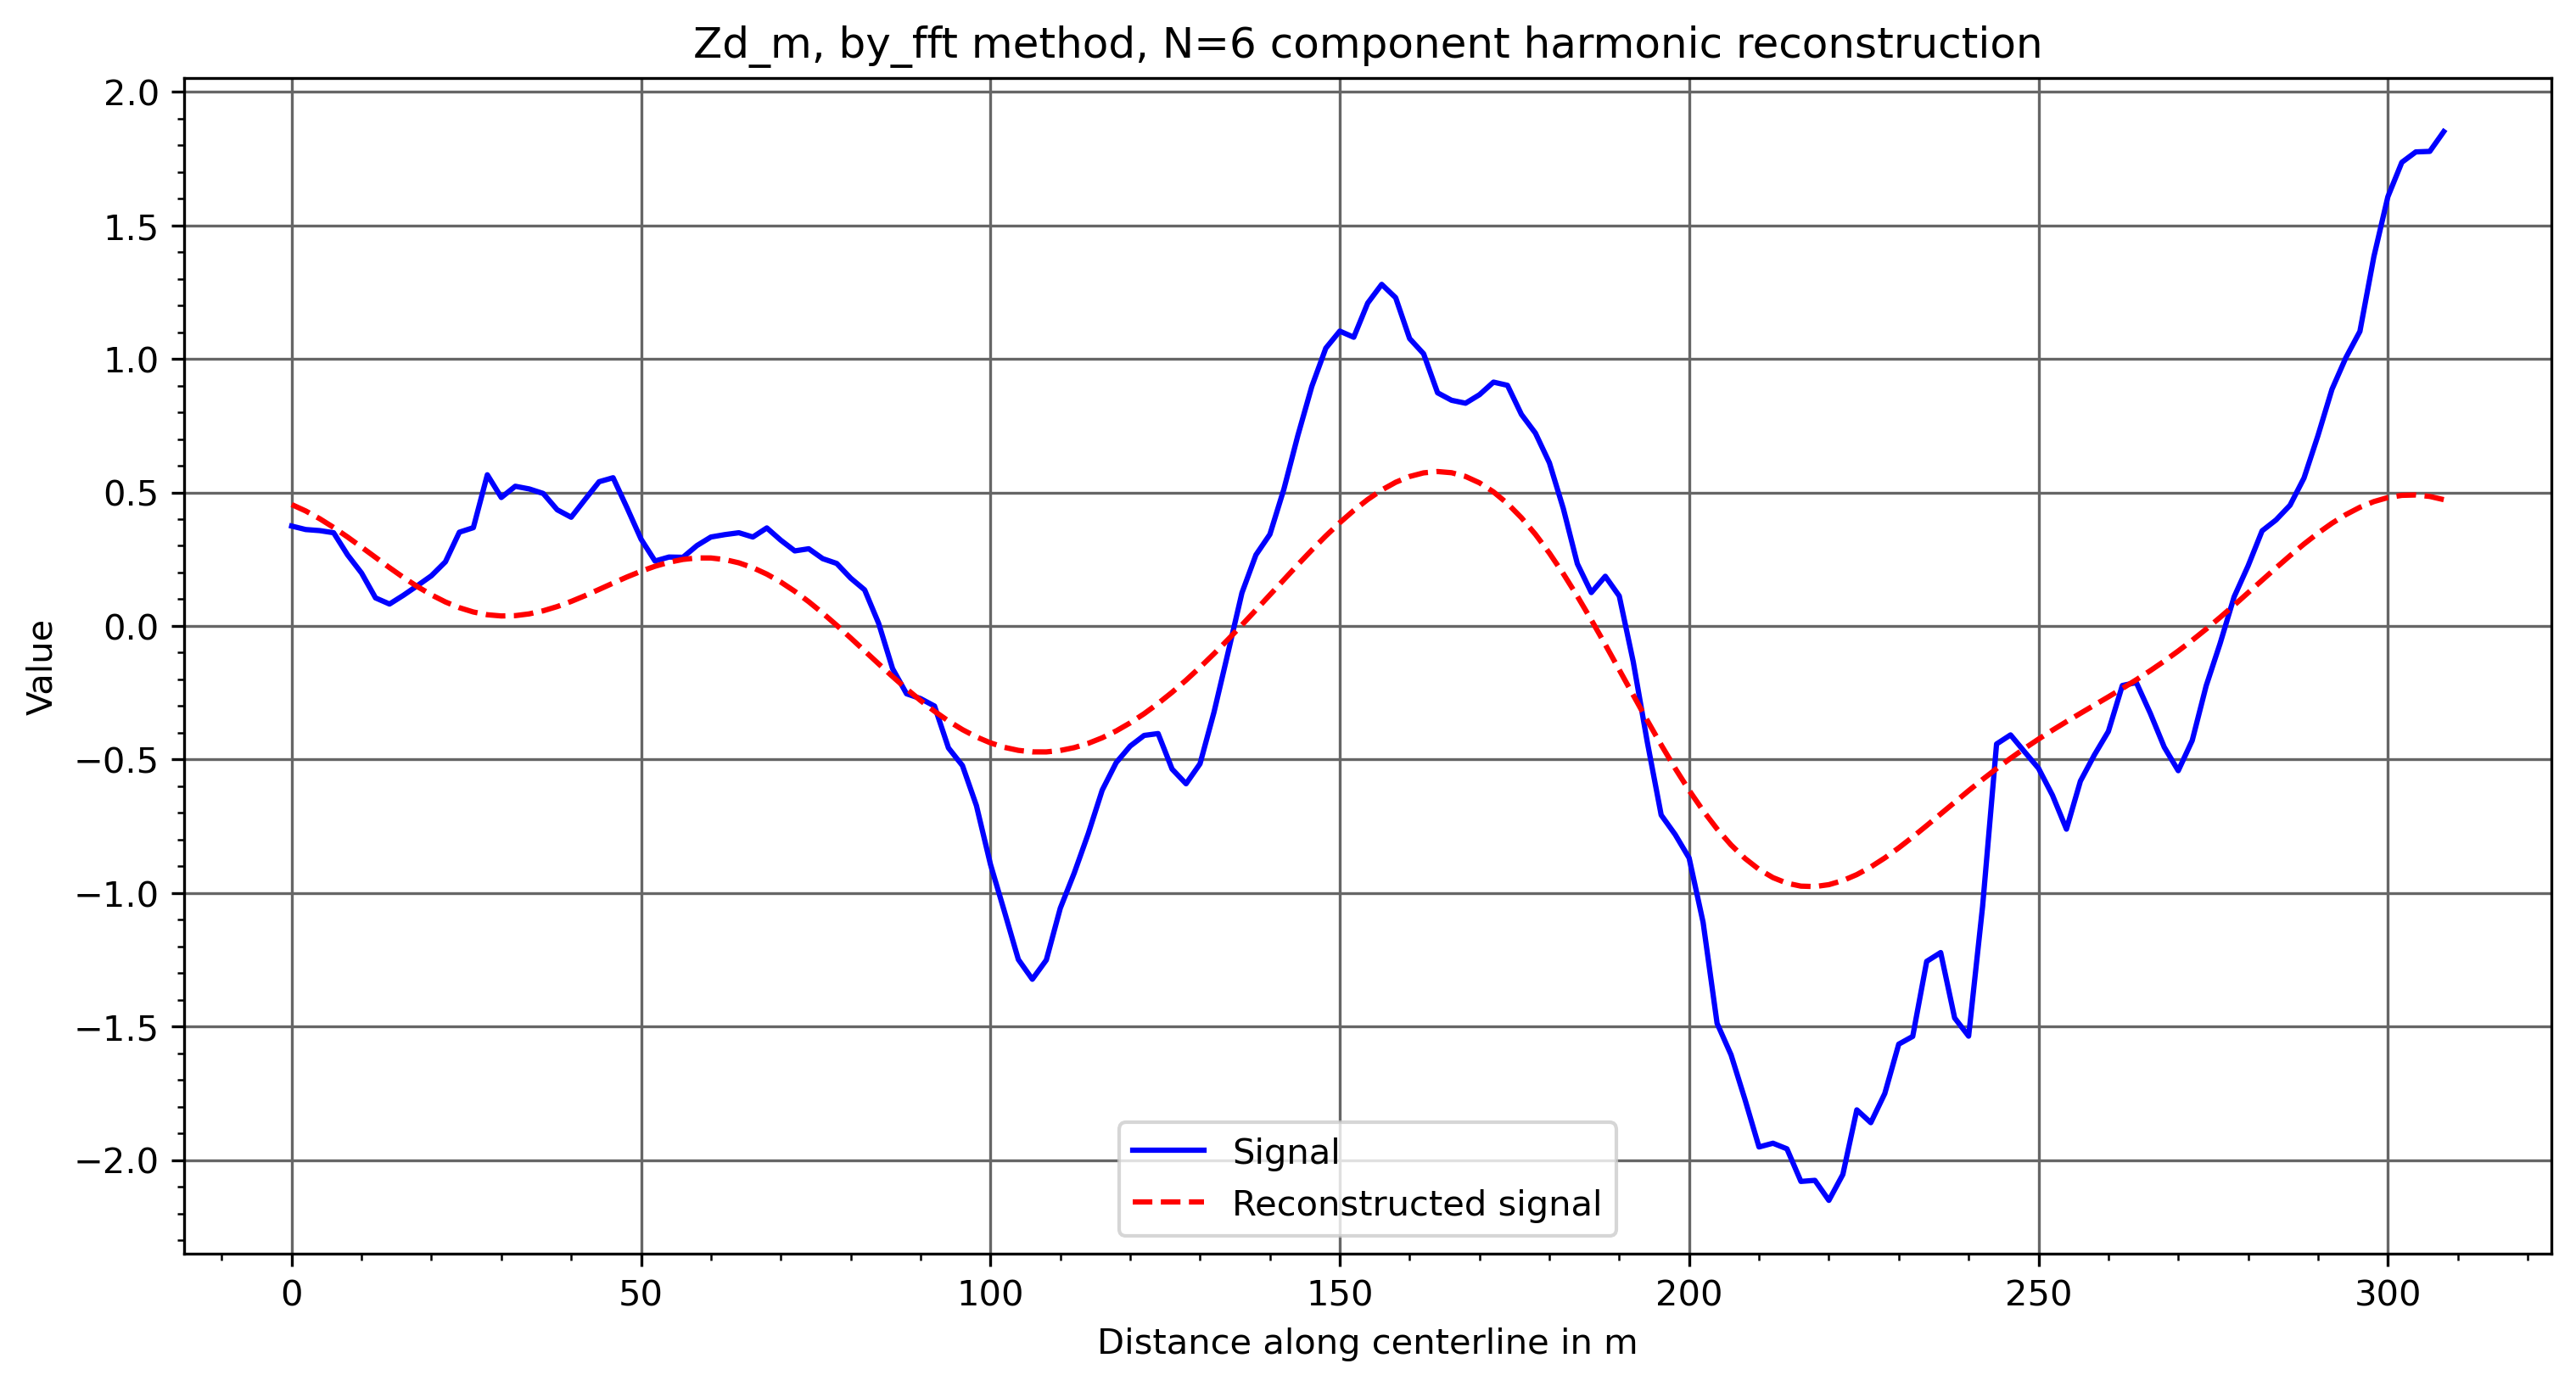 Zd_m, by_fft method, N=6 component harmonic reconstruction
2.0
1.5
1.0
0.5
0.0
−0.5
−1.0
−1.5
−2.0
Value
Signal
Reconstructed signal
0 50 100 150 200 250 300
Distance along centerline in m